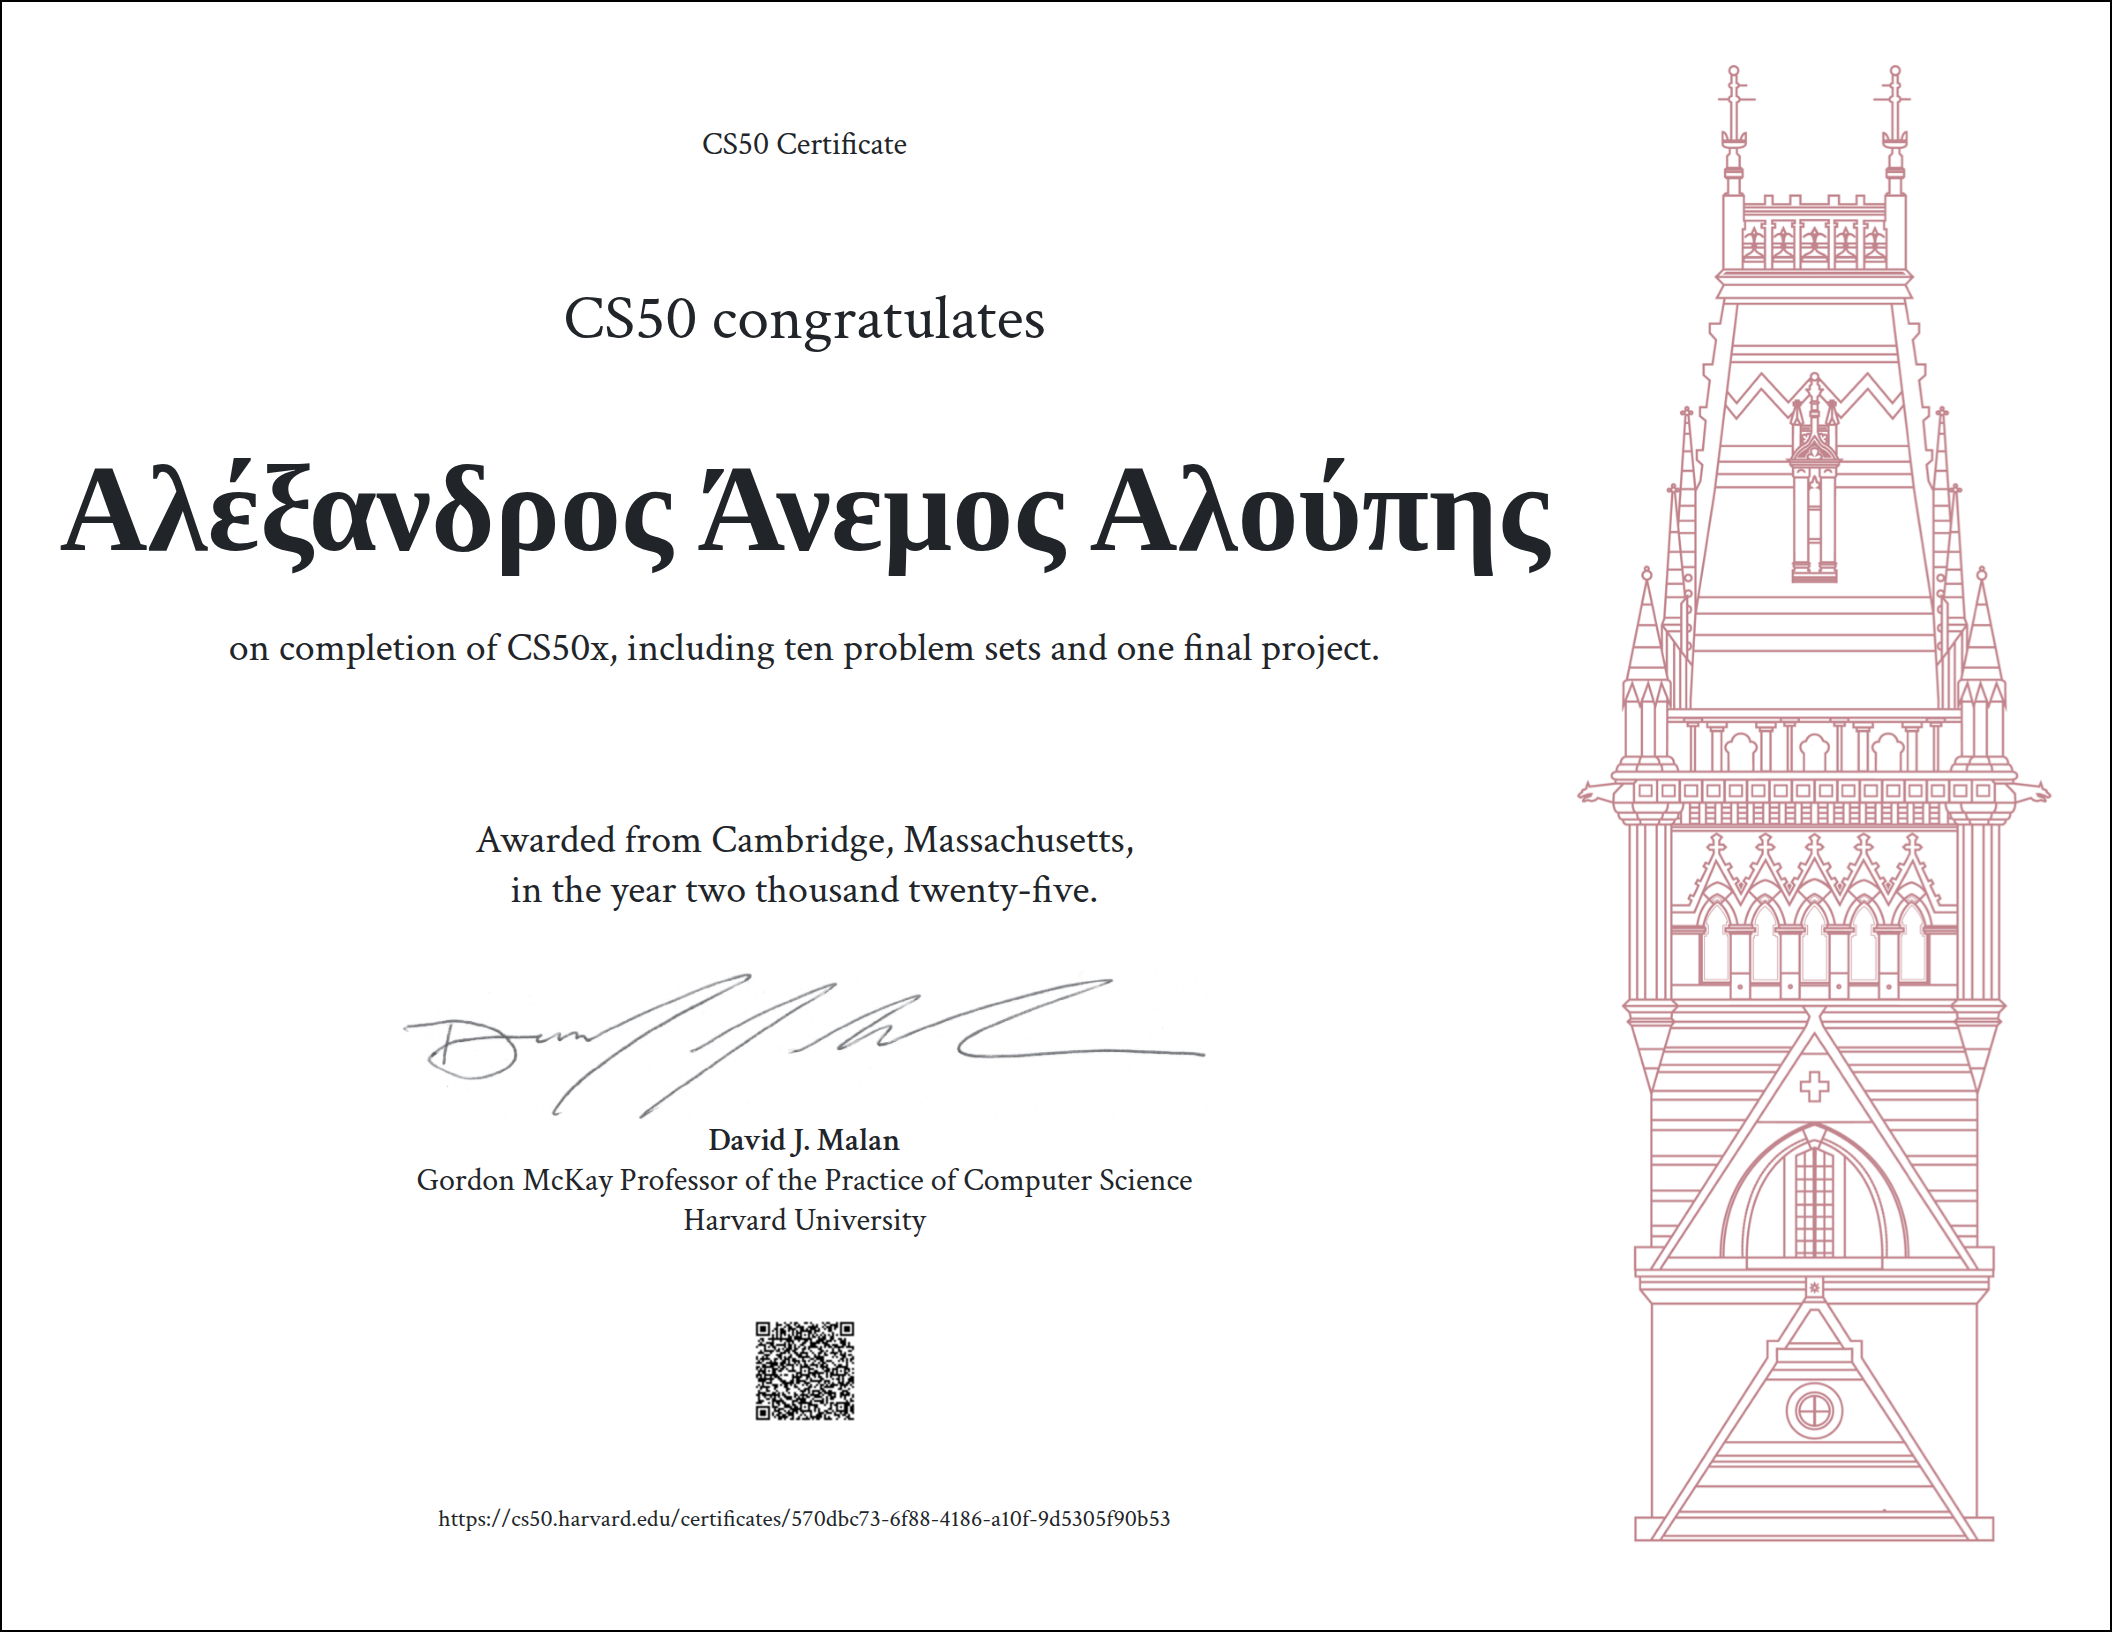 CS50 Certificate
CS50 congratulates
Αλέξανδρος Άνεμος Αλούπης
on completion of CS50x, including ten problem sets and one final project.
Awarded from Cambridge, Massachusetts,
in the year two thousand twenty-five.
David J. Malan
Gordon McKay Professor of the Practice of Computer Science
Harvard University
https://cs50.harvard.edu/certificates/570dbc73-6f88-4186-a10f-9d5305f90b53